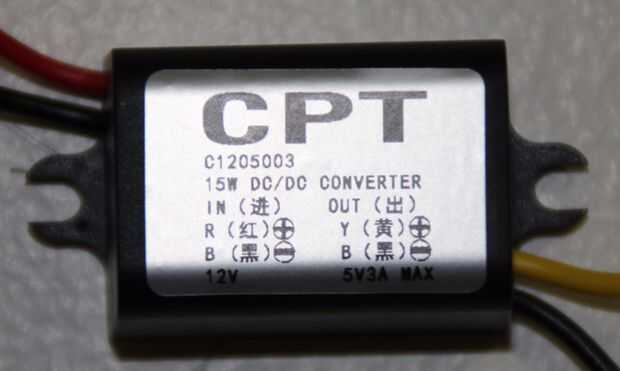 CPT
C1205003
15W DC/DC CONVERTER
IN（进） OUT（出）
R（红）⊕ Y（黄）⊕
B（黑）⊖ B（黑）⊖
12V 5V3A MAX